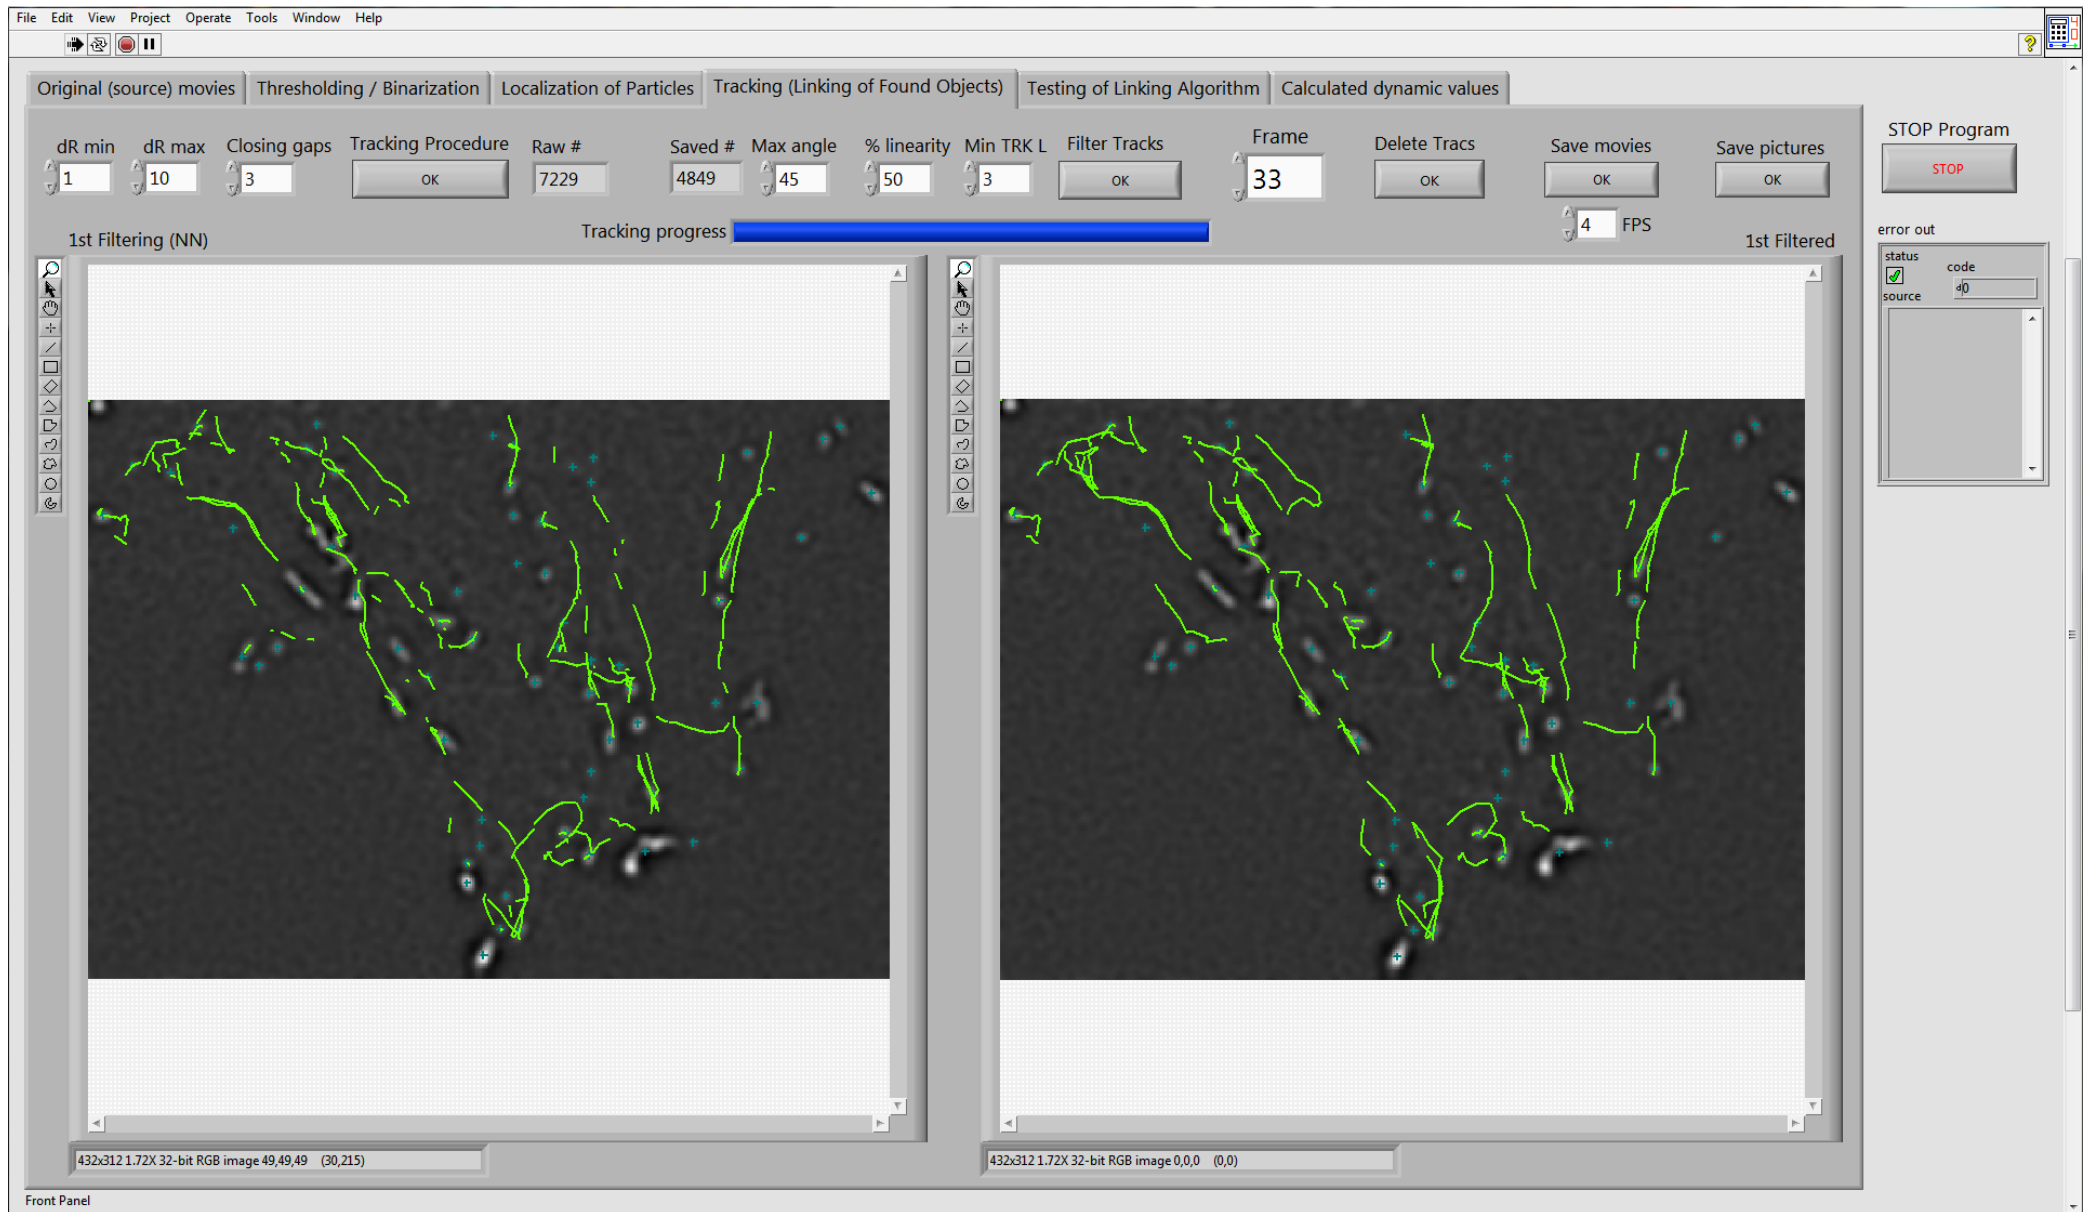 File Edit View Project Operate Tools Window Help
Original (source) movies Thresholding / Binarization Localization of Particles Tracking (Linking of Found Objects) Testing of Linking Algorithm Calculated dynamic values
dR min dR max Closing gaps Tracking Procedure Raw # Saved # Max angle % linearity Min TRK L Filter Tracks Frame Delete Tracs Save movies Save pictures STOP Program
1 10 3 OK 7229 4849 45 50 3 OK 33 OK OK OK STOP
4 FPS
Tracking progress
1st Filtering (NN) 1st Filtered
error out
status code
d0
source
432x312 1.72X 32-bit RGB image 49,49,49 (30,215)
432x312 1.72X 32-bit RGB image 0,0,0 (0,0)
Front Panel